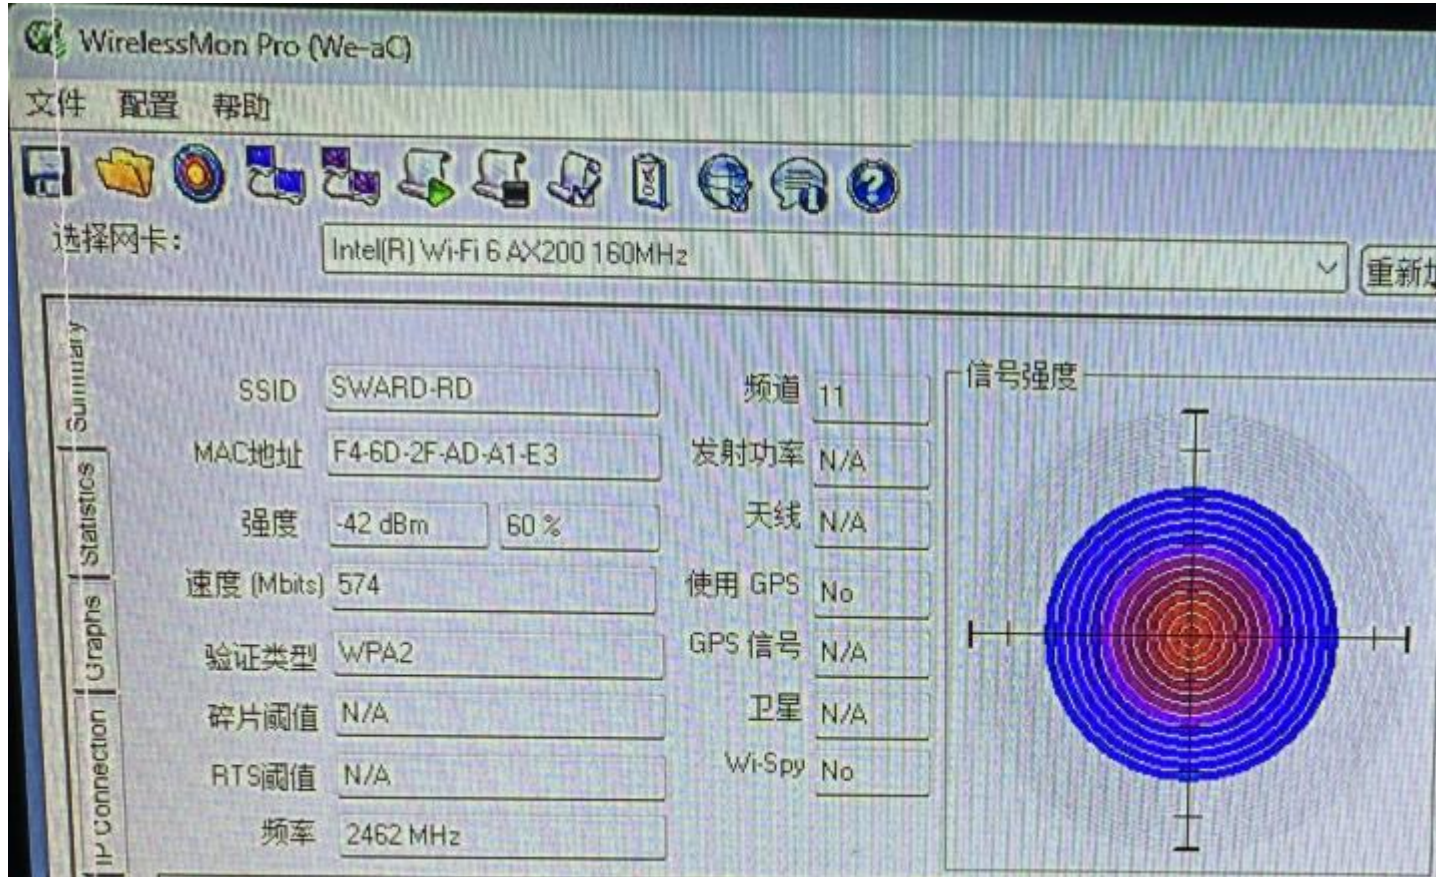 WirelessMon Pro (We-aC)
文件 配置 帮助
选择网卡: Intel(R) Wi-Fi 6 AX200 160MHz 重新
Summary
Statistics
Graphs
IP Connection
SSID SWARD-RD
MAC地址 F4-6D-2F-AD-A1-E3
强度 -42 dBm 60 %
速度 (Mbits) 574
验证类型 WPA2
碎片阈值 N/A
RTS阈值 N/A
频率 2462 MHz
频道 11
发射功率 N/A
天线 N/A
使用 GPS No
GPS 信号 N/A
卫星 N/A
Wi-Spy No
信号强度